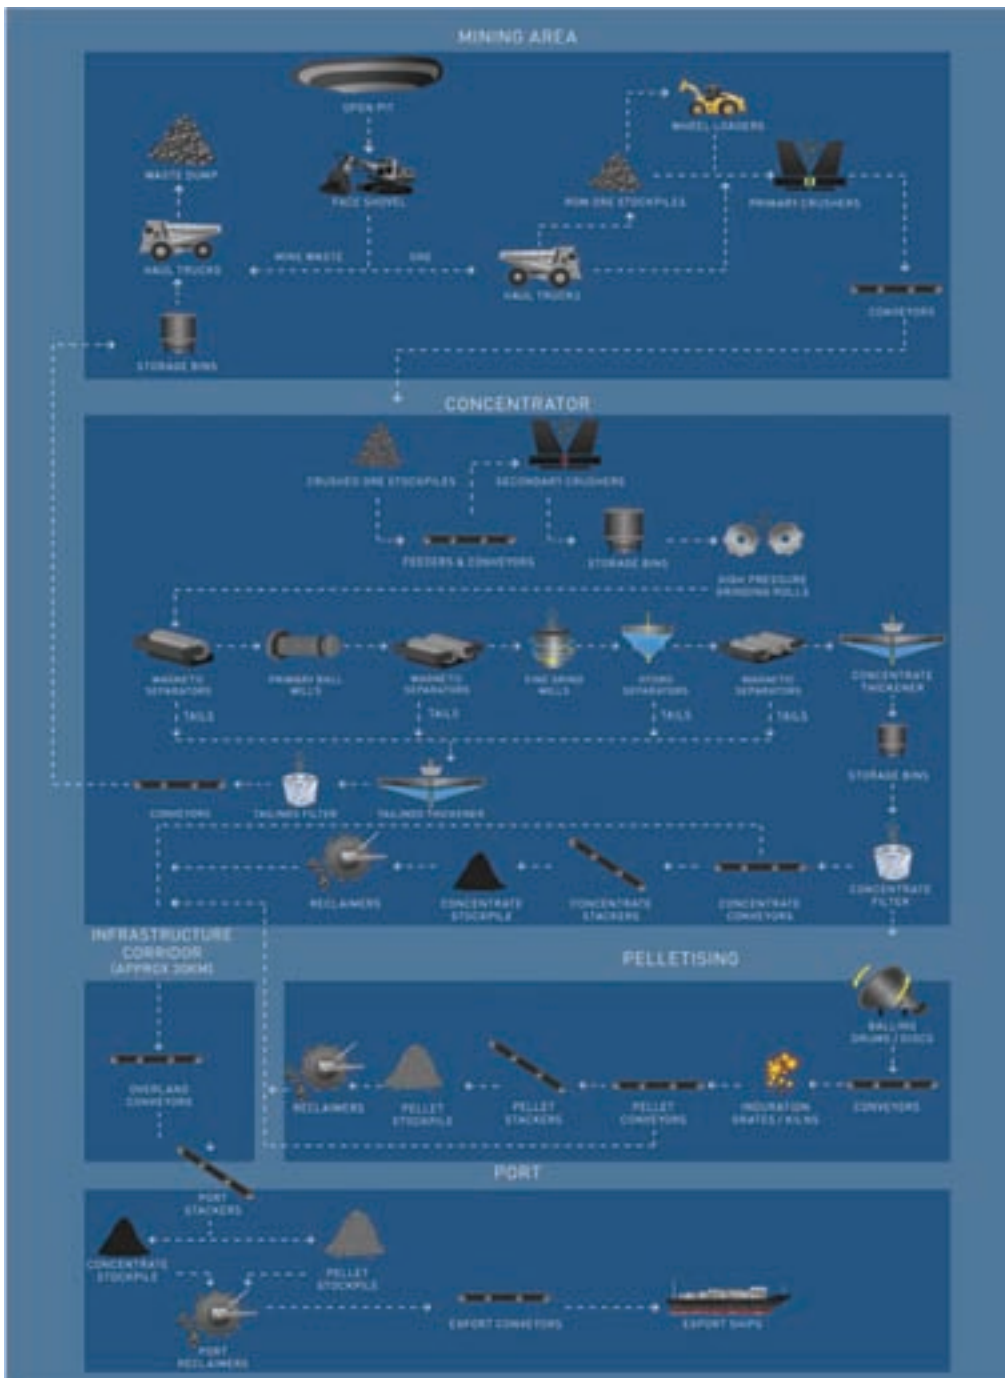 MINING AREA
OPEN PIT
WHEEL LOADERS
WASTE DUMP
FACE SHOVEL
ROM ORE STOCKPILES
PRIMARY CRUSHERS
MINE WASTE
ORE
HAUL TRUCKS
HAUL TRUCKS
CONVEYORS
STORAGE BINS
CONCENTRATOR
CRUSHED ORE STOCKPILES
SECONDARY CRUSHERS
FEEDERS & CONVEYORS
STORAGE BINS
HIGH PRESSURE
GRINDING ROLLS
MAGNETIC
SEPARATORS
PRIMARY BALL
MILLS
MAGNETIC
SEPARATORS
FINE GRIND
MILLS
HYDRO
SEPARATORS
MAGNETIC
SEPARATORS
CONCENTRATE
THICKENER
TAILS
TAILS
TAILS
TAILS
STORAGE BINS
CONVEYORS
TAILINGS FILTER
TAILINGS THICKENER
RECLAIMERS
CONCENTRATE
STOCKPILE
CONCENTRATE
STACKERS
CONCENTRATE
CONVEYORS
CONCENTRATE
FILTER
INFRASTRUCTURE
CORRIDOR
(APPROX 30KM)
PELLETISING
BALLING
DRUMS / DISCS
OVERLAND
CONVEYORS
RECLAIMERS
PELLET
STOCKPILE
PELLET
STACKERS
PELLET
CONVEYORS
INDURATION
GRATES / KILNS
CONVEYORS
PORT
PORT
STACKERS
CONCENTRATE
STOCKPILE
PELLET
STOCKPILE
PORT
RECLAIMERS
EXPORT CONVEYORS
EXPORT SHIPS